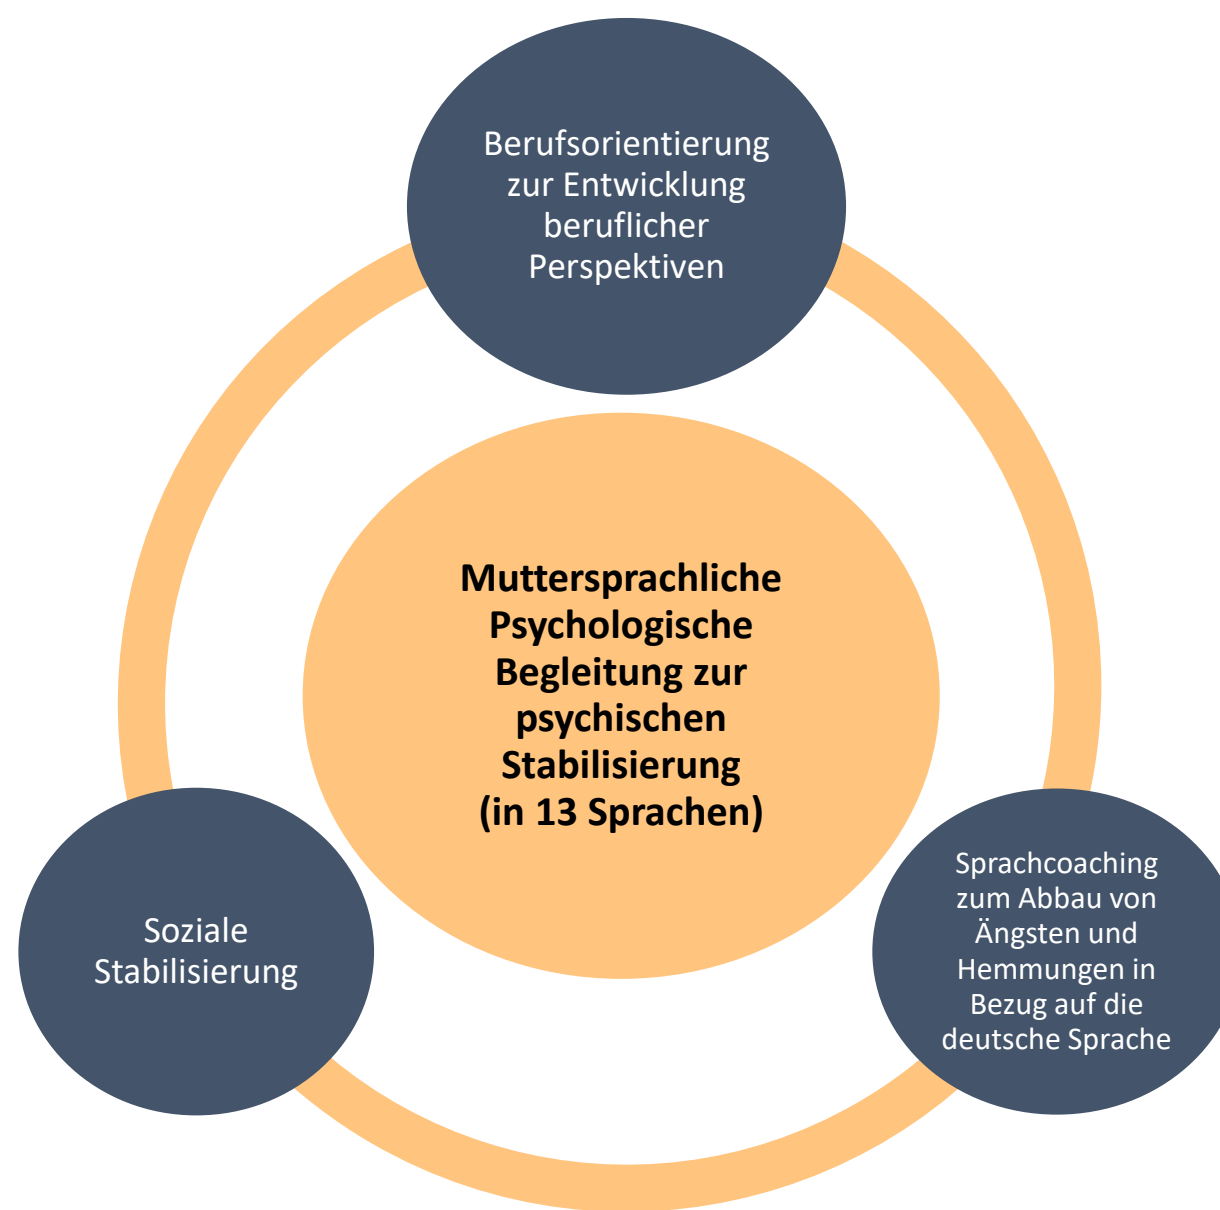 Berufsorientierung
zur Entwicklung
beruflicher
Perspektiven
Muttersprachliche
Psychologische
Begleitung zur
psychischen
Stabilisierung
(in 13 Sprachen)
Soziale
Stabilisierung
Sprachcoaching
zum Abbau von
Ängsten und
Hemmungen in
Bezug auf die
deutsche Sprache